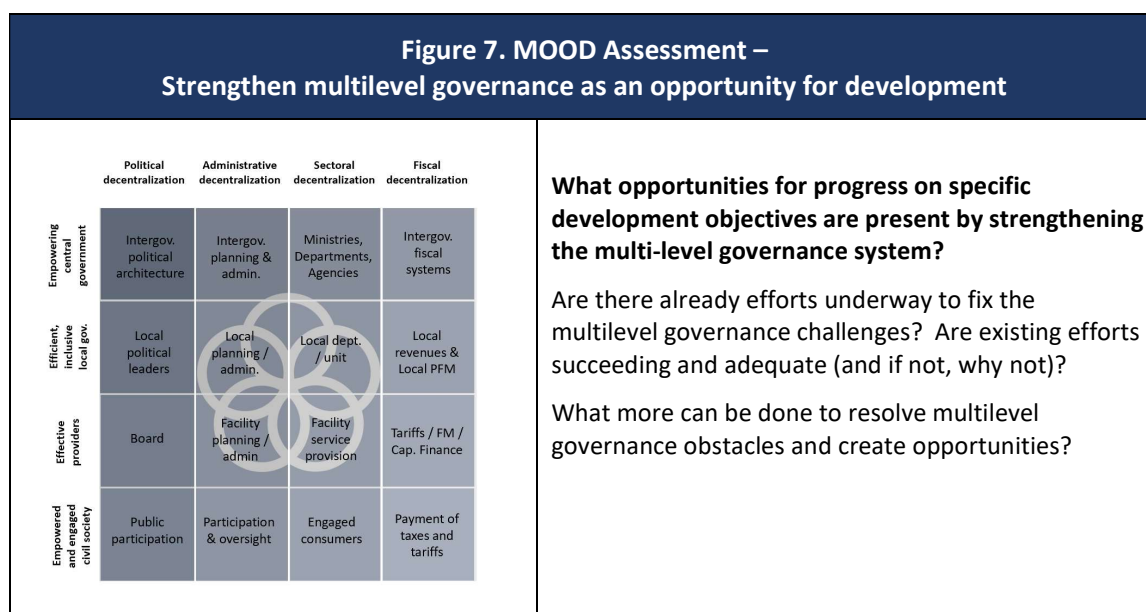 Figure 7. MOOD Assessment –
Strengthen multilevel governance as an opportunity for development
Political
decentralization
Administrative
decentralization
Sectoral
decentralization
Fiscal
decentralization
Empowering
central
government
Intergov.
political
architecture
Intergov.
planning &
admin.
Ministries,
Departments,
Agencies
Intergov.
fiscal
systems
Efficient,
inclusive
local gov.
Local
political
leaders
Local
planning /
admin.
Local dept.
/ unit
Local
revenues &
Local PFM
Effective
providers
Board
Facility
planning /
admin
Facility
service
provision
Tariffs / FM /
Cap. Finance
Empowered
and engaged
civil society
Public
participation
Participation
& oversight
Engaged
consumers
Payment of
taxes and
tariffs
What opportunities for progress on specific
development objectives are present by strengthening
the multi-level governance system?
Are there already efforts underway to fix the
multilevel governance challenges?  Are existing efforts
succeeding and adequate (and if not, why not)?
What more can be done to resolve multilevel
governance obstacles and create opportunities?